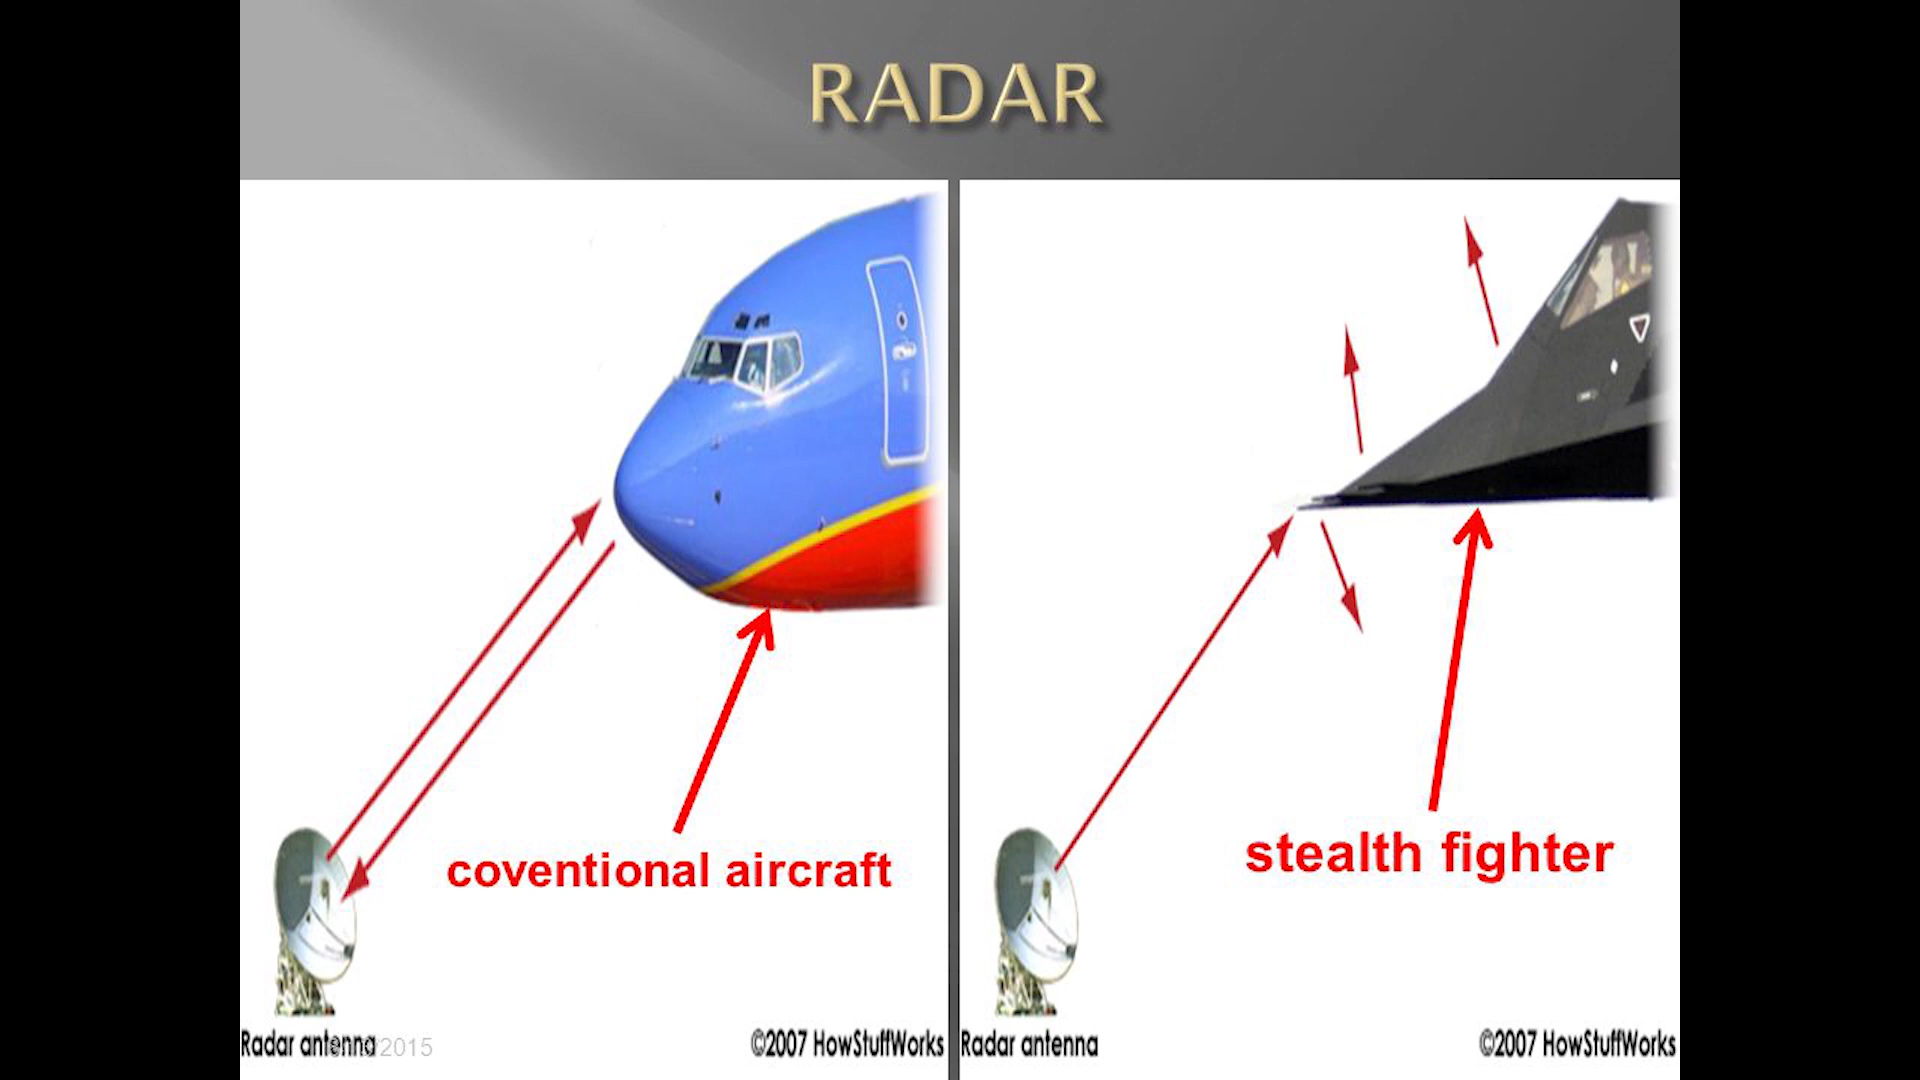 RADAR
coventional aircraft
stealth fighter
Radar antenna
2015
©2007 HowStuffWorks
Radar antenna
©2007 HowStuffWorks